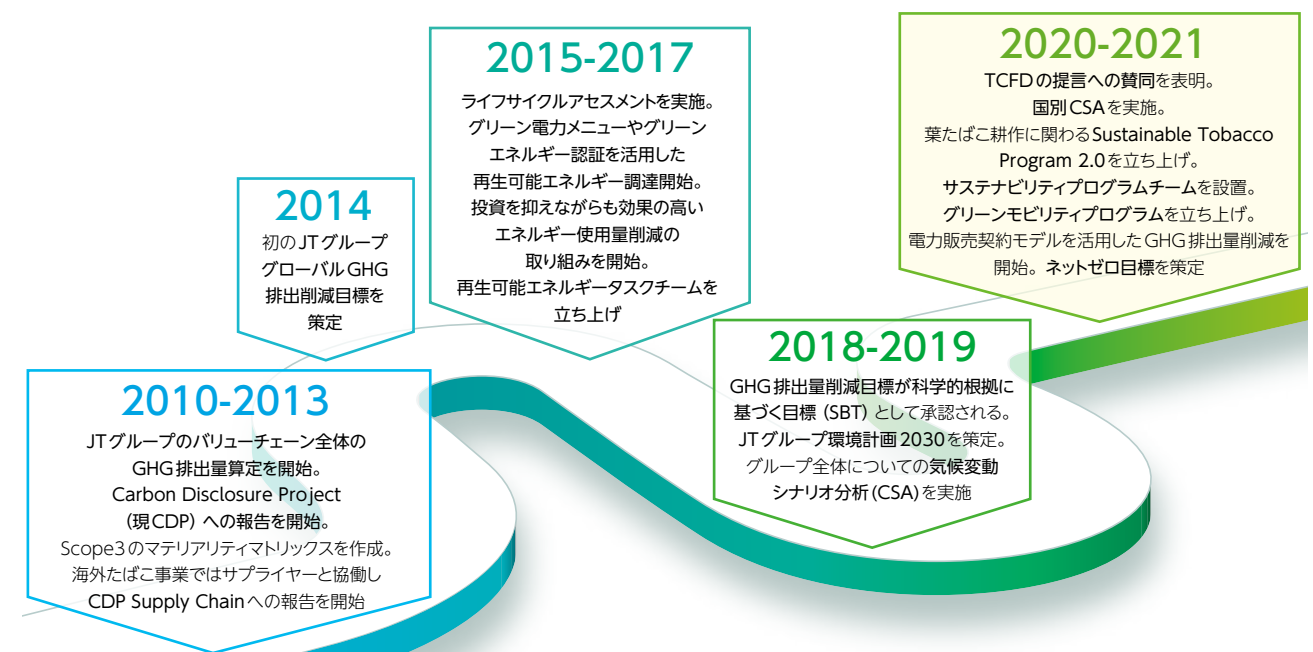 2010-2013
JTグループのバリューチェーン全体の
GHG排出量算定を開始。
Carbon Disclosure Project
(現CDP)への報告を開始。
Scope3のマテリアリティマトリックスを作成。
海外たばこ事業ではサプライヤーと協働し
CDP Supply Chainへの報告を開始
2014
初のJTグループ
グローバルGHG
排出削減目標を
策定
2015-2017
ライフサイクルアセスメントを実施。
グリーン電力メニューやグリーン
エネルギー認証を活用した
再生可能エネルギー調達開始。
投資を抑えながらも効果の高い
エネルギー使用量削減の
取り組みを開始。
再生可能エネルギータスクチームを
立ち上げ
2018-2019
GHG排出量削減目標が科学的根拠に
基づく目標(SBT)として承認される。
JTグループ環境計画2030を策定。
グループ全体についての気候変動
シナリオ分析(CSA)を実施
2020-2021
TCFDの提言への賛同を表明。
国別CSAを実施。
葉たばこ耕作に関わるSustainable Tobacco
Program 2.0を立ち上げ。
サステナビリティプログラムチームを設置。
グリーンモビリティプログラムを立ち上げ。
電力販売契約モデルを活用したGHG排出量削減を
開始。ネットゼロ目標を策定